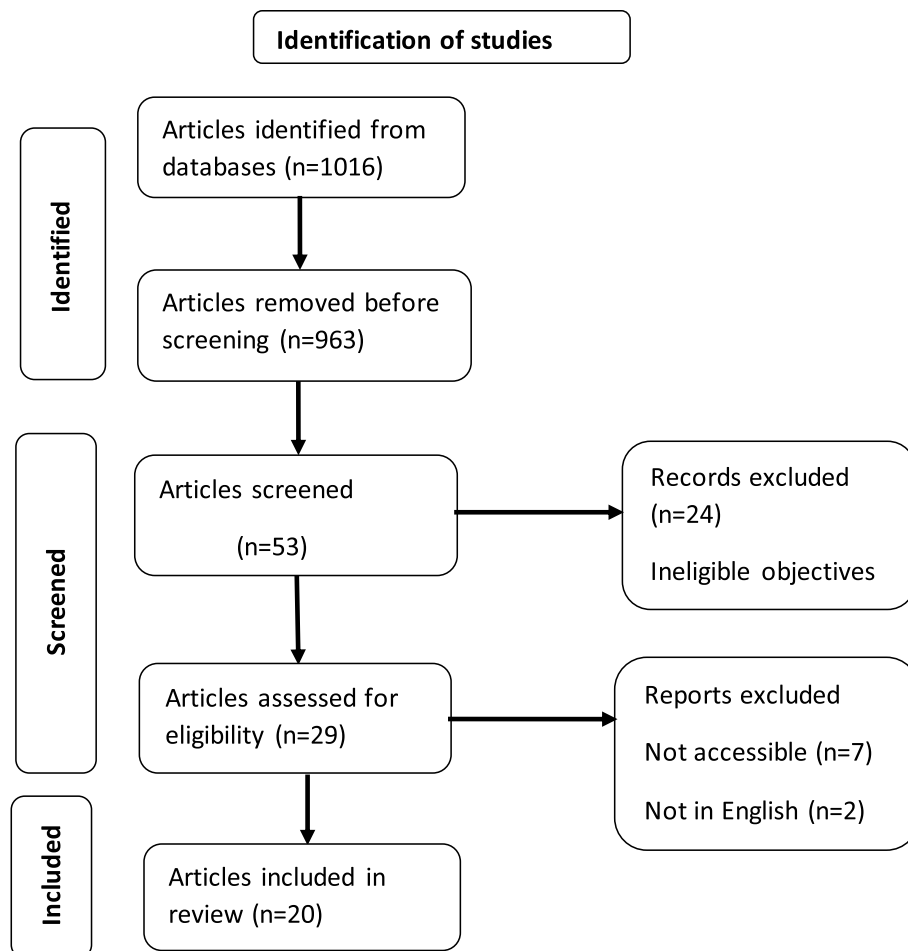 Identification of studies
Identified
Articles identified from
databases (n=1016)
Articles removed before
screening (n=963)
Screened
Articles screened
(n=53)
Records excluded
(n=24)
Ineligible objectives
Articles assessed for
eligibility (n=29)
Reports excluded
Not accessible (n=7)
Not in English (n=2)
Included
Articles included in
review (n=20)